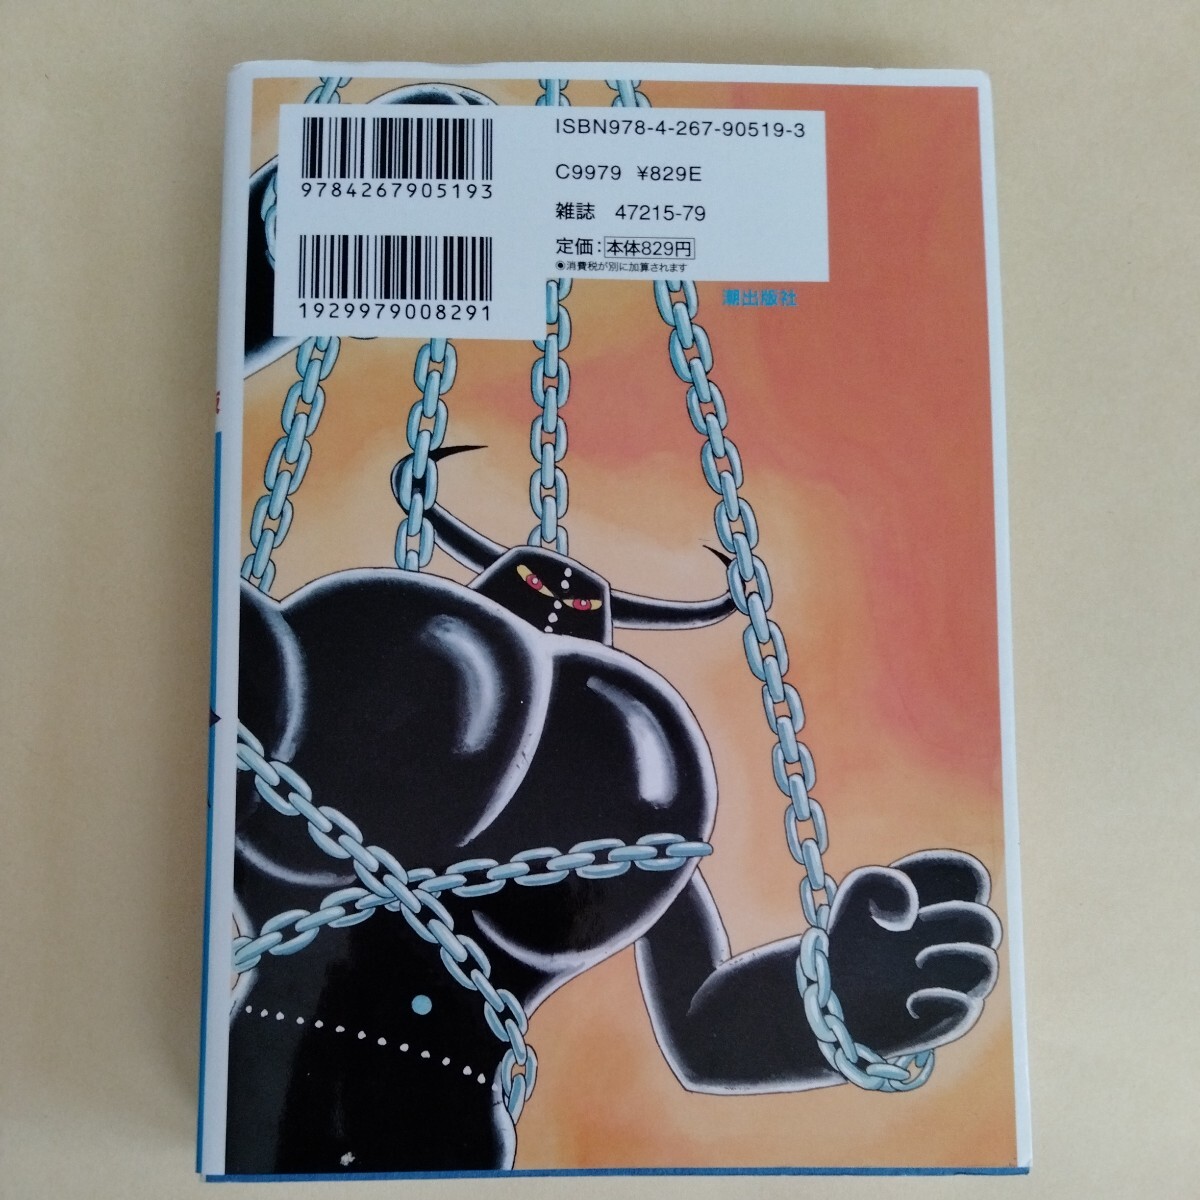 ISBN978-4-267-90519-3
9784267905193
C9979 ¥829E
雑誌 47215-79
定価：本体829円
◉消費税が別に加算されます
1929979008291
潮出版社